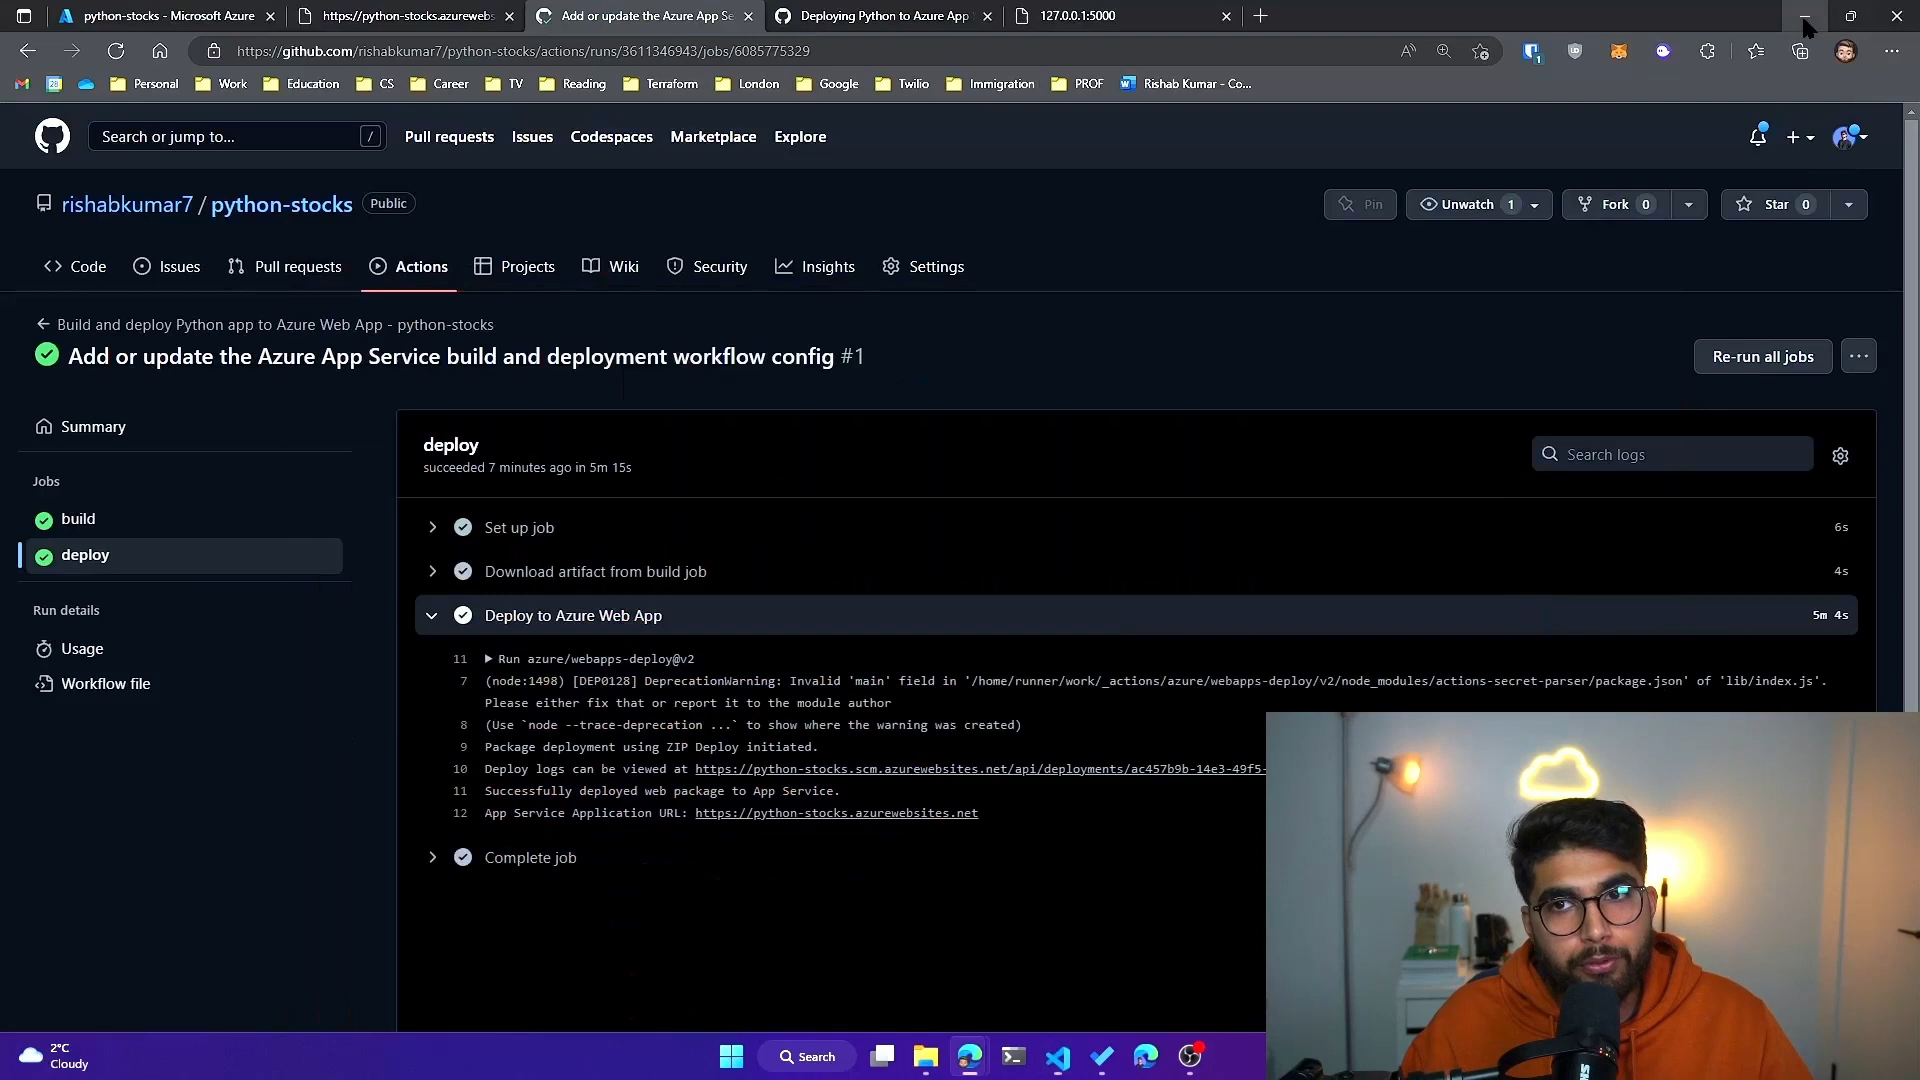 python-stocks - Microsoft Azure
https://python-stocks.azurewebs
Add or update the Azure App Se
Deploying Python to Azure App
127.0.0.1:5000
https://github.com/rishabkumar7/python-stocks/actions/runs/3611346943/jobs/6085775329
Personal
Work
Education
CS
Career
TV
Reading
Terraform
London
Google
Twilio
Immigration
PROF
Rishab Kumar - Co...
Search or jump to...
/
Pull requests
Issues
Codespaces
Marketplace
Explore
rishabkumar7 / python-stocks
Public
Pin
Unwatch 1
Fork 0
Star 0
Code
Issues
Pull requests
Actions
Projects
Wiki
Security
Insights
Settings
Build and deploy Python app to Azure Web App - python-stocks
Add or update the Azure App Service build and deployment workflow config #1
Re-run all jobs
Summary
Jobs
build
deploy
Run details
Usage
Workflow file
deploy
succeeded 7 minutes ago in 5m 15s
Search logs
Set up job 6s
Download artifact from build job 4s
Deploy to Azure Web App 5m 4s
11 Run azure/webapps-deploy@v2
7 (node:1498) [DEP0128] DeprecationWarning: Invalid 'main' field in '/home/runner/work/_actions/azure/webapps-deploy/v2/node_modules/actions-secret-parser/package.json' of 'lib/index.js'.
Please either fix that or report it to the module author
8 (Use `node --trace-deprecation ...` to show where the warning was created)
9 Package deployment using ZIP Deploy initiated.
10 Deploy logs can be viewed at https://python-stocks.scm.azurewebsites.net/api/deployments/ac457b9b-14e3-49f5-
11 Successfully deployed web package to App Service.
12 App Service Application URL: https://python-stocks.azurewebsites.net
Complete job
2°C
Cloudy
Search